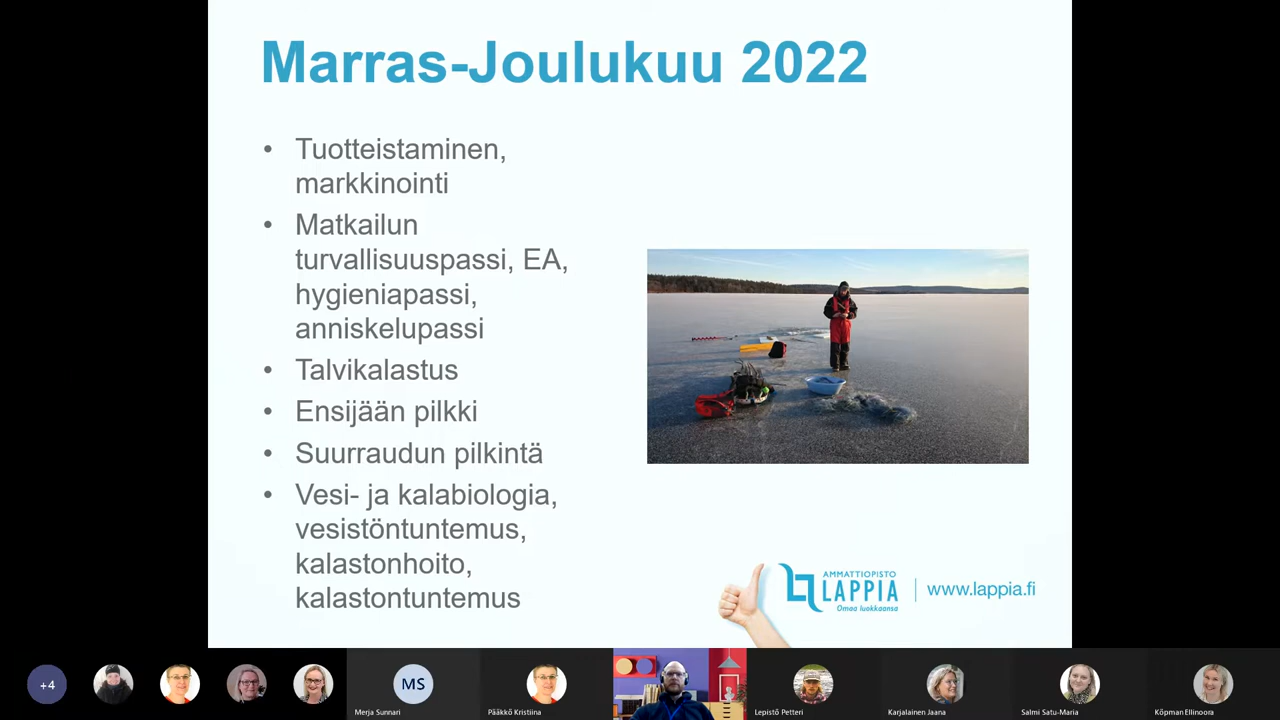 Marras-Joulukuu 2022
• Tuotteistaminen,
markkinointi
• Matkailun
turvallisuuspassi, EA,
hygieniapassi,
anniskelupassi
• Talvikalastus
• Ensijään pilkki
• Suurraudun pilkintä
• Vesi- ja kalabiologia,
vesistöntuntemus,
kalastonhoito,
kalastontuntemus
AMMATTIOPISTO
LAPPIA
Omaa luokkaansa
www.lappia.fi
+4
MS
Merja Sunnari
Pääkkö Kristiina
Lepistö Petteri
Karjalainen Jaana
Salmi Satu-Maria
Köpman Ellinoora